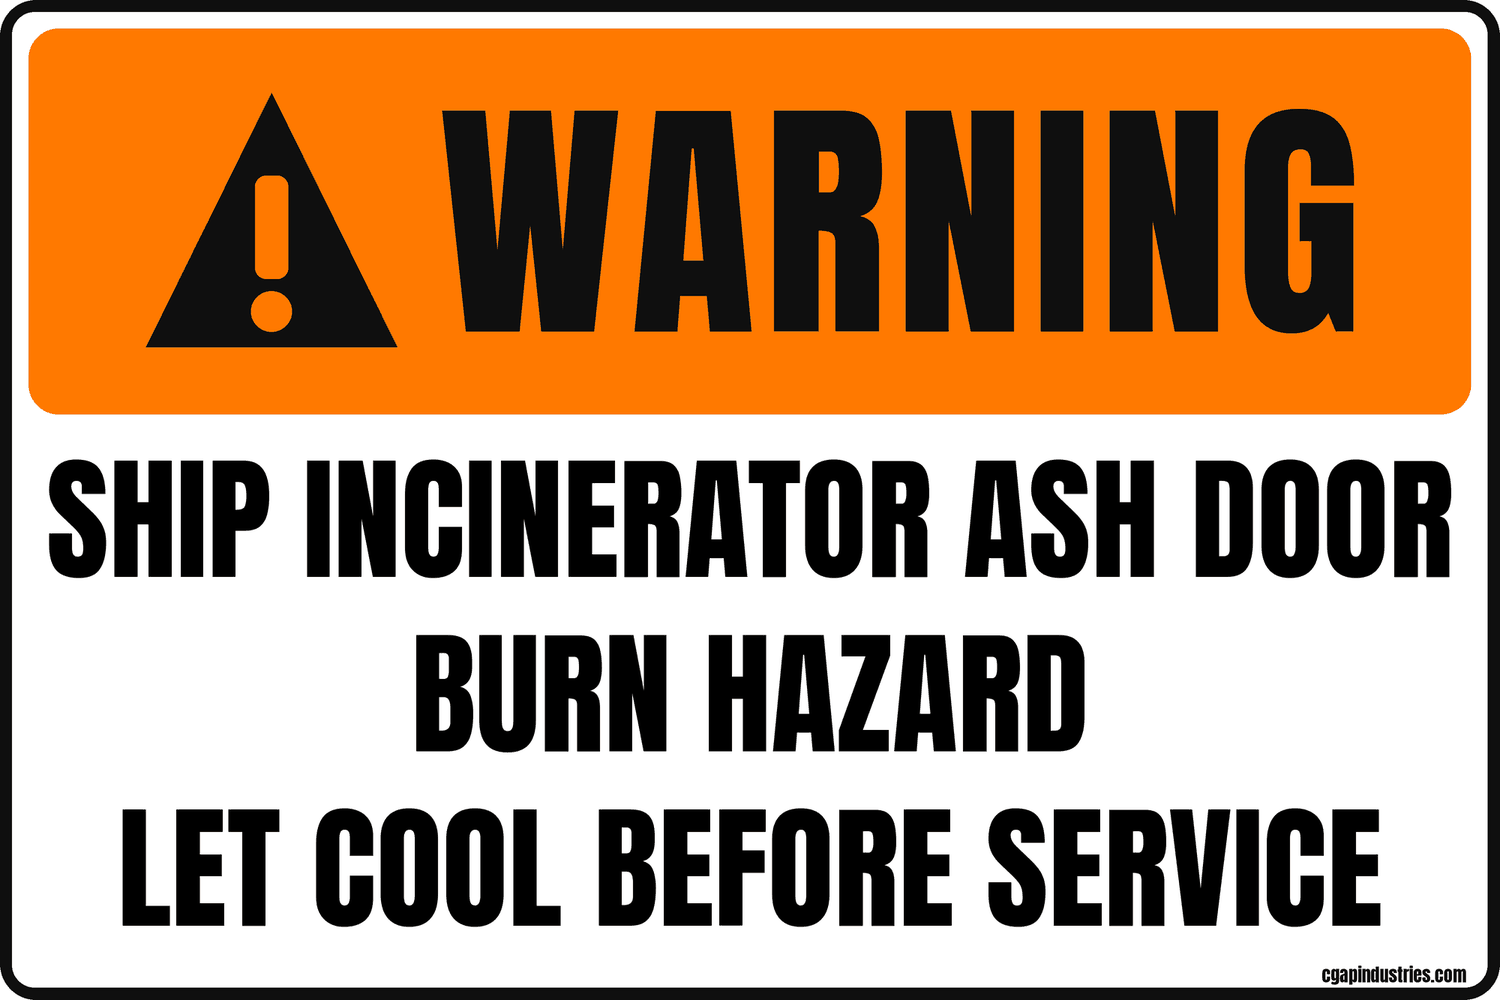 WARNING
SHIP INCINERATOR ASH DOOR
BURN HAZARD
LET COOL BEFORE SERVICE
cgapindustries.com